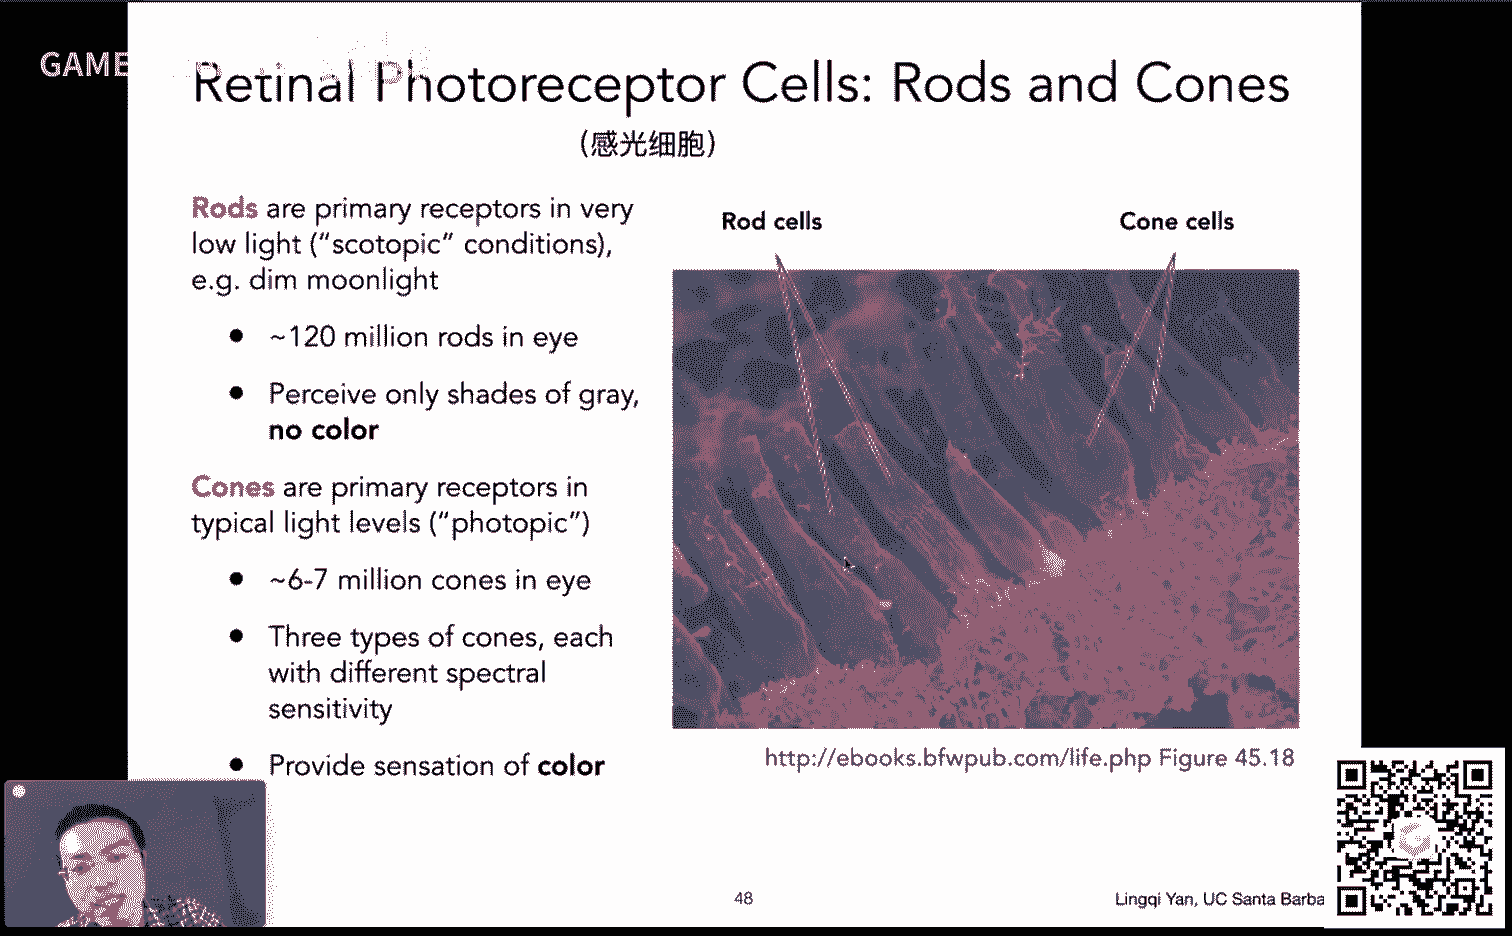 GAME
Retinal Photoreceptor Cells: Rods and Cones
(感光细胞)
Rods are primary receptors in very
low light (“scotopic” conditions),
e.g. dim moonlight
● ~120 million rods in eye
● Perceive only shades of gray,
no color
Cones are primary receptors in
typical light levels (“photopic”)
● ~6-7 million cones in eye
● Three types of cones, each
with different spectral
sensitivity
● Provide sensation of color
Rod cells
Cone cells
http://ebooks.bfwpub.com/life.php Figure 45.18
48
Lingqi Yan, UC Santa Barba